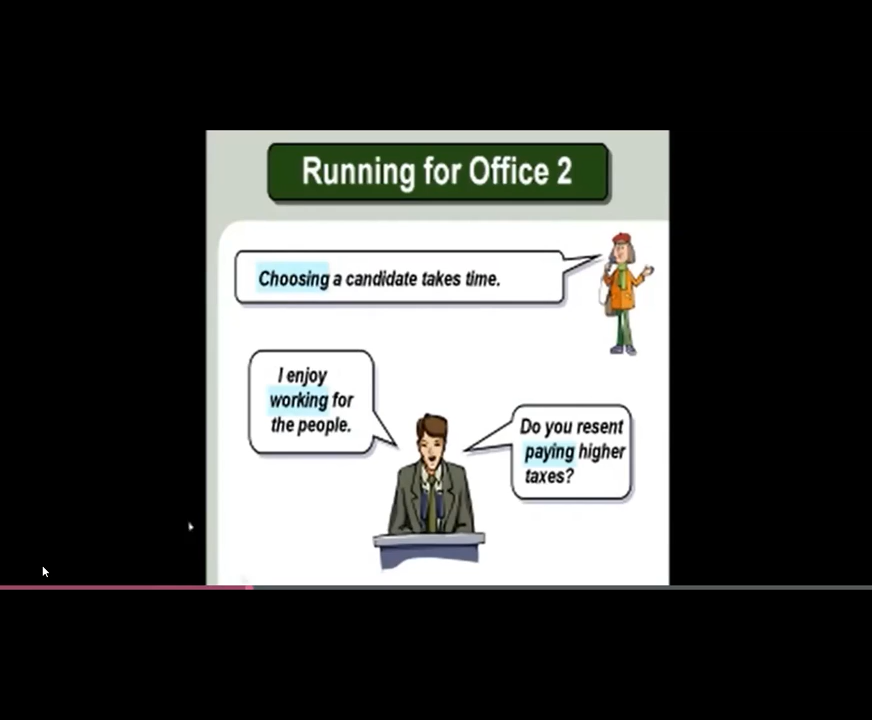 Running for Office 2
Choosing a candidate takes time.
I enjoy
working for
the people.
Do you resent
paying higher
taxes?